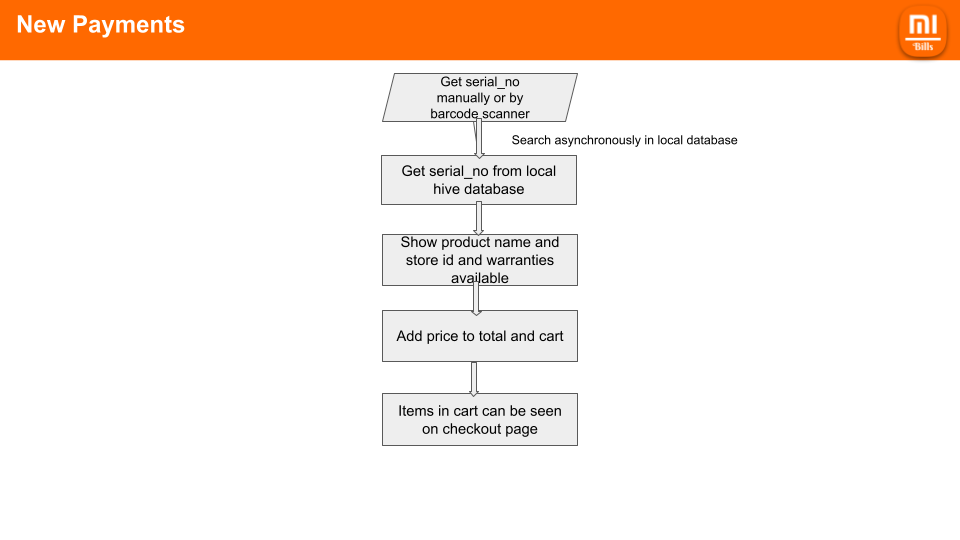 New Payments
MI
Bills
Get serial_no
manually or by
barcode scanner
Search asynchronously in local database
Get serial_no from local
hive database
Show product name and
store id and warranties
available
Add price to total and cart
Items in cart can be seen
on checkout page